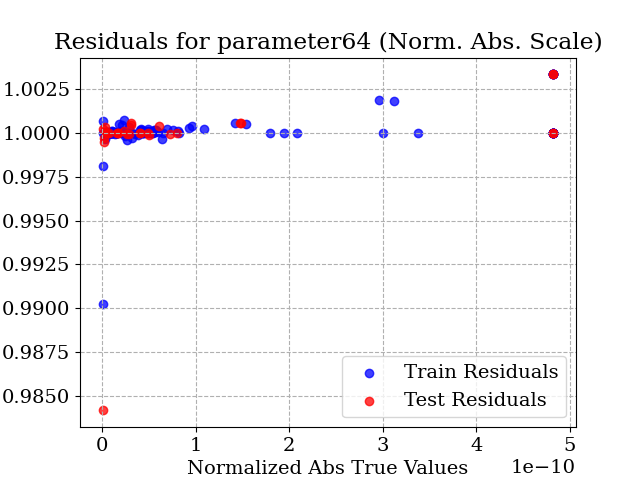 Residuals for parameter64 (Norm. Abs. Scale)
1.0025
1.0000
0.9975
0.9950
0.9925
0.9900
0.9875
0.9850
Train Residuals
Test Residuals
0 1 2 3 4 5
Normalized Abs True Values 1e−10